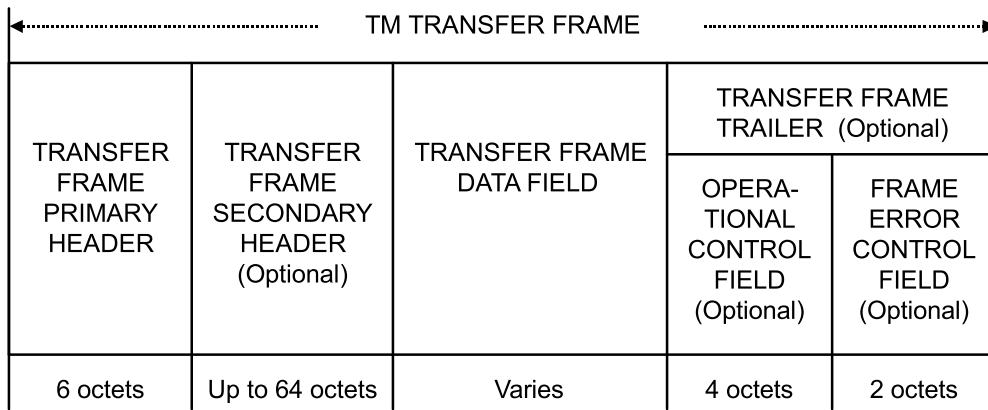 TM TRANSFER FRAME
TRANSFER
FRAME
PRIMARY
HEADER
TRANSFER
FRAME
SECONDARY
HEADER
(Optional)
TRANSFER FRAME
DATA FIELD
TRANSFER FRAME
TRAILER (Optional)
OPERA-
TIONAL
CONTROL
FIELD
(Optional)
FRAME
ERROR
CONTROL
FIELD
(Optional)
6 octets
Up to 64 octets
Varies
4 octets
2 octets